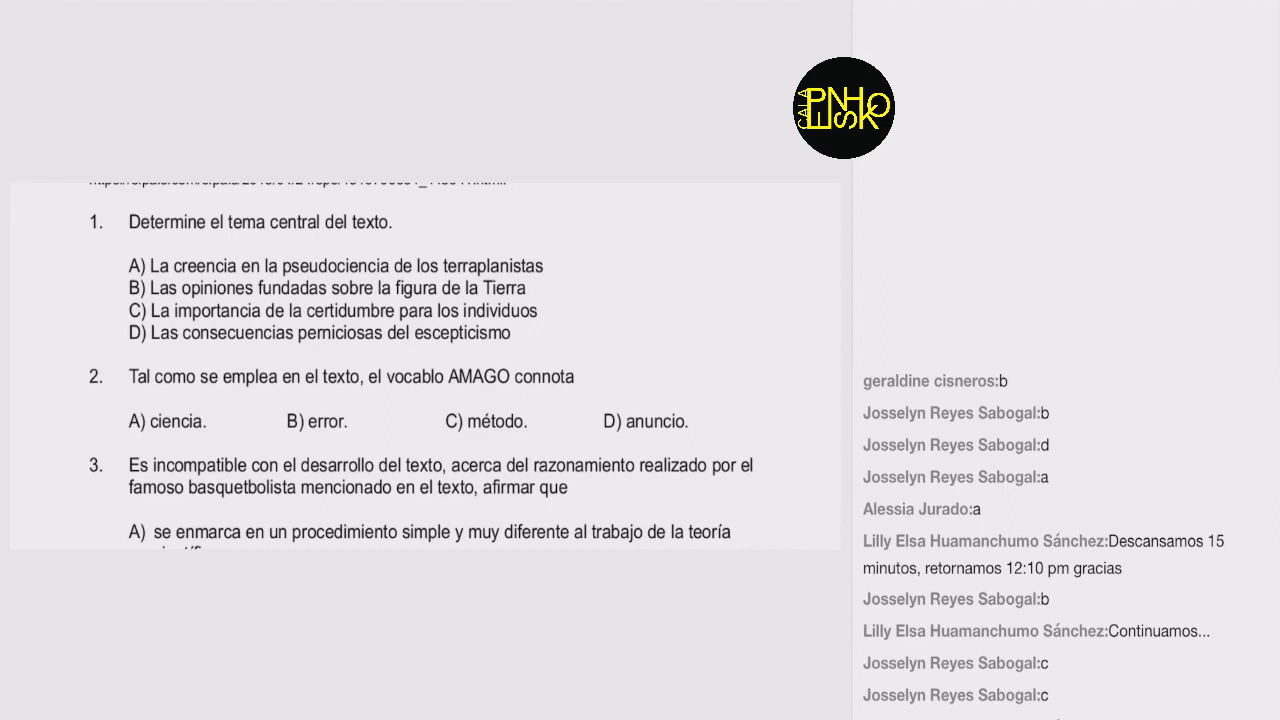 CALA
PENHO
ESK
1. Determine el tema central del texto.
A) La creencia en la pseudociencia de los terraplanistas
B) Las opiniones fundadas sobre la figura de la Tierra
C) La importancia de la certidumbre para los individuos
D) Las consecuencias perniciosas del escepticismo
2. Tal como se emplea en el texto, el vocablo AMAGO connota
A) ciencia. B) error. C) método. D) anuncio.
3. Es incompatible con el desarrollo del texto, acerca del razonamiento realizado por el
famoso basquetbolista mencionado en el texto, afirmar que
A) se enmarca en un procedimiento simple y muy diferente al trabajo de la teoría
geraldine cisneros:b
Josselyn Reyes Sabogal:b
Josselyn Reyes Sabogal:d
Josselyn Reyes Sabogal:a
Alessia Jurado:a
Lilly Elsa Huamanchumo Sánchez:Descansamos 15
minutos, retornamos 12:10 pm gracias
Josselyn Reyes Sabogal:b
Lilly Elsa Huamanchumo Sánchez:Continuamos...
Josselyn Reyes Sabogal:c
Josselyn Reyes Sabogal:c